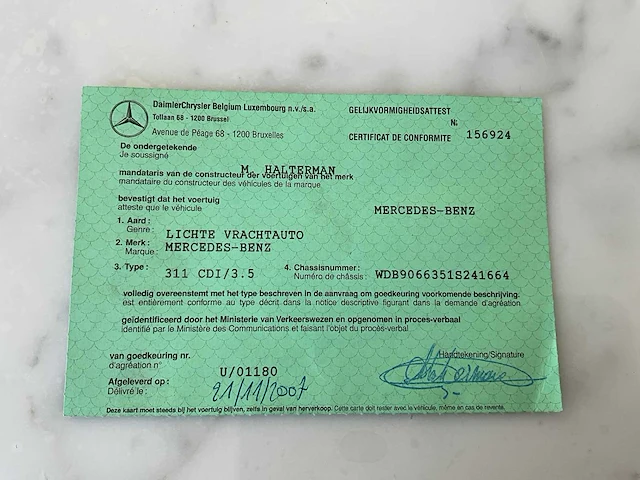 DaimlerChrysler Belgium Luxembourg n.v./s.a.
Tollaan 68 - 1200 Brussel
Avenue de Péage 68 - 1200 Bruxelles
GELIJKVORMIGHEIDSATTEST
CERTIFICAT DE CONFORMITE
N: 156924
De ondergetekende
Je soussigné
M. HALTERMAN
mandataris van de constructeur der voertuigen van het merk
mandataire du constructeur des véhicules de la marque
MERCEDES-BENZ
bevestigt dat het voertuig
atteste que le véhicule
1. Aard :
Genre : LICHTE VRACHTAUTO
2. Merk :
Marque : MERCEDES-BENZ
3. Type : 311 CDI/3.5
4. Chassisnummer :
Numéro de châssis : WDB9066351S241664
volledig overeenstemt met het type beschreven in de aanvraag om goedkeuring voorkomende beschrijving.
est entièrement conforme au type décrit dans la notice descriptive figurant dans la demande d'agréation.
geïdentificeerd door het Ministerie van Verkeerswezen en opgenomen in proces-verbaal
identifié par le Ministère des Communications et faisant l'objet du procès-verbal
van goedkeuring nr.
d'agréation n° U/01180
Handtekening/Signature
Afgeleverd op :
Délivré le : 21/11/2007
Deze kaart moet steeds bij het voertuig blijven, zelfs in geval van herverkoop. Cette carte doit rester avec le véhicule, même en cas de revente.